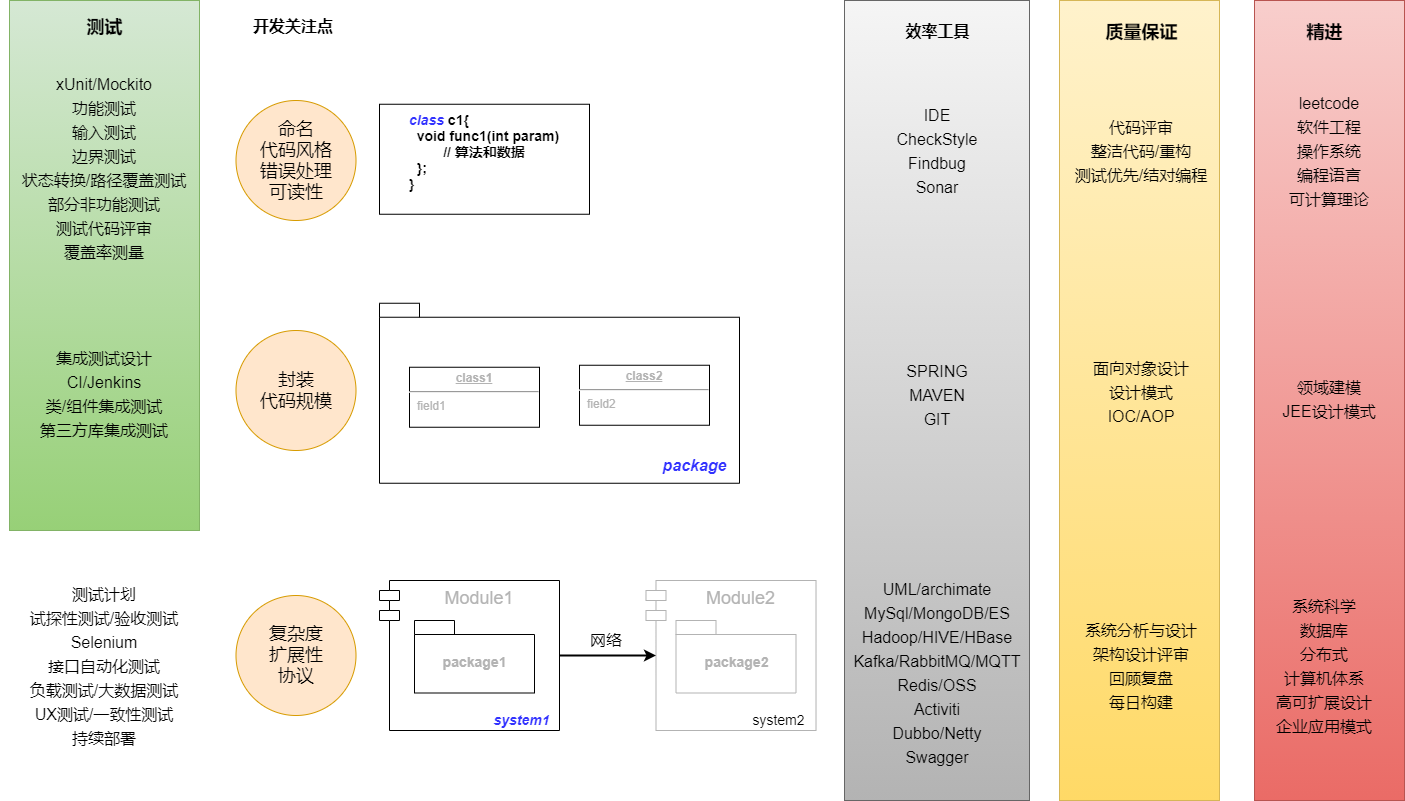 测试
xUnit/Mockito
功能测试
输入测试
边界测试
状态转换/路径覆盖测试
部分非功能测试
测试代码评审
覆盖率测量
集成测试设计
CI/Jenkins
类/组件集成测试
第三方库集成测试
测试计划
试探性测试/验收测试
Selenium
接口自动化测试
负载测试/大数据测试
UX测试/一致性测试
持续部署
开发关注点
命名
代码风格
错误处理
可读性
class c1{
void func1(int param)
// 算法和数据
};
}
封装
代码规模
class1
field1
class2
field2
package
复杂度
扩展性
协议
Module1
package1
system1
网络
Module2
package2
system2
效率工具
IDE
CheckStyle
Findbug
Sonar
SPRING
MAVEN
GIT
UML/archimate
MySql/MongoDB/ES
Hadoop/HIVE/HBase
Kafka/RabbitMQ/MQTT
Redis/OSS
Activiti
Dubbo/Netty
Swagger
质量保证
代码评审
整洁代码/重构
测试优先/结对编程
面向对象设计
设计模式
IOC/AOP
系统分析与设计
架构设计评审
回顾复盘
每日构建
精进
leetcode
软件工程
操作系统
编程语言
可计算理论
领域建模
JEE设计模式
系统科学
数据库
分布式
计算机体系
高可扩展设计
企业应用模式